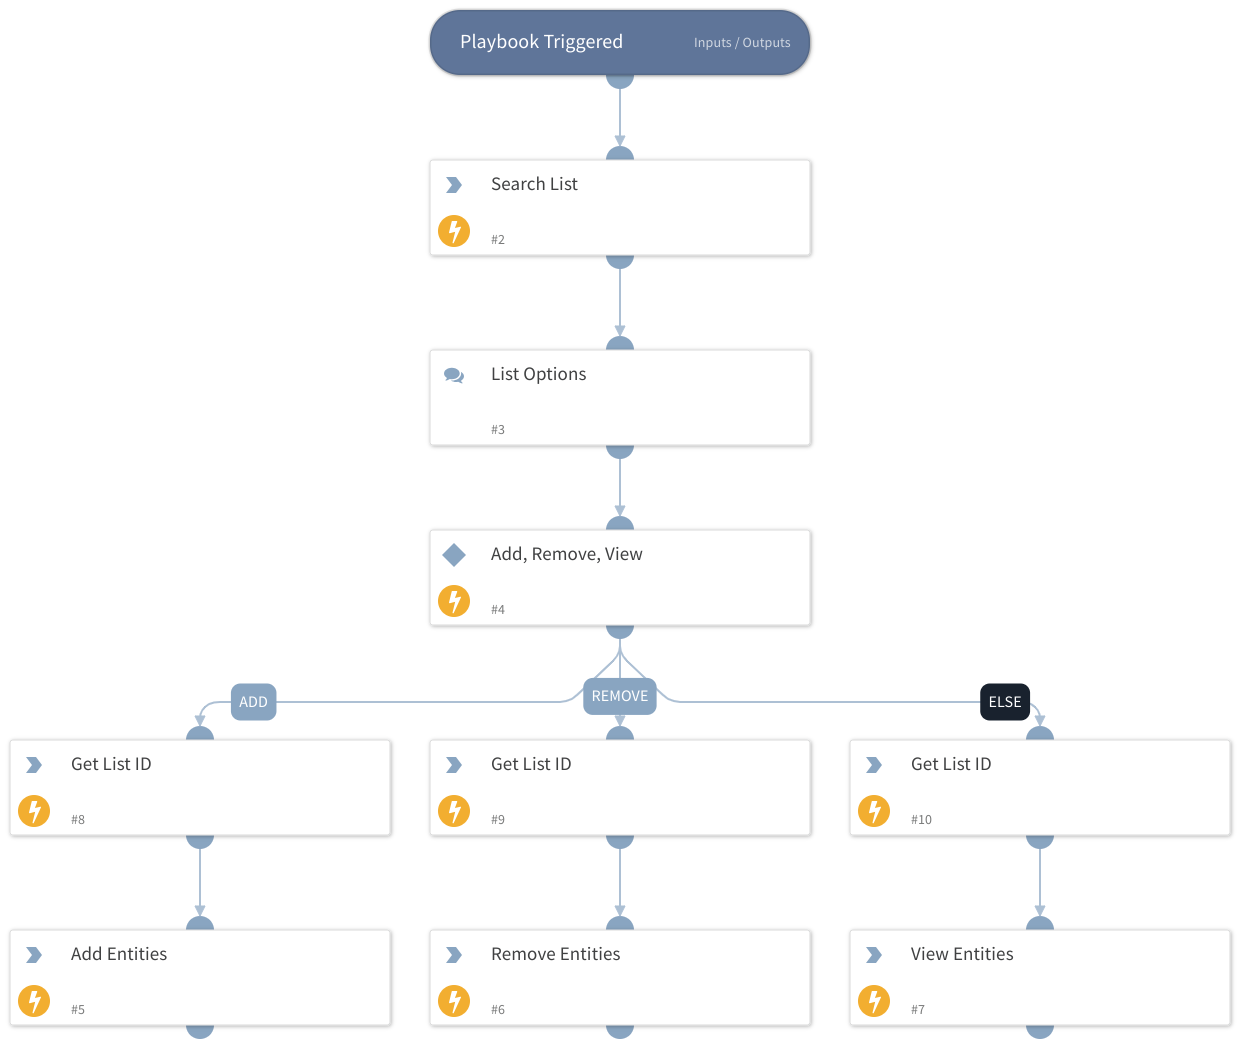 Playbook Triggered Inputs / Outputs
Search List
#2
List Options
#3
Add, Remove, View
#4
ADD REMOVE ELSE
Get List ID
#8
Get List ID
#9
Get List ID
#10
Add Entities
#5
Remove Entities
#6
View Entities
#7